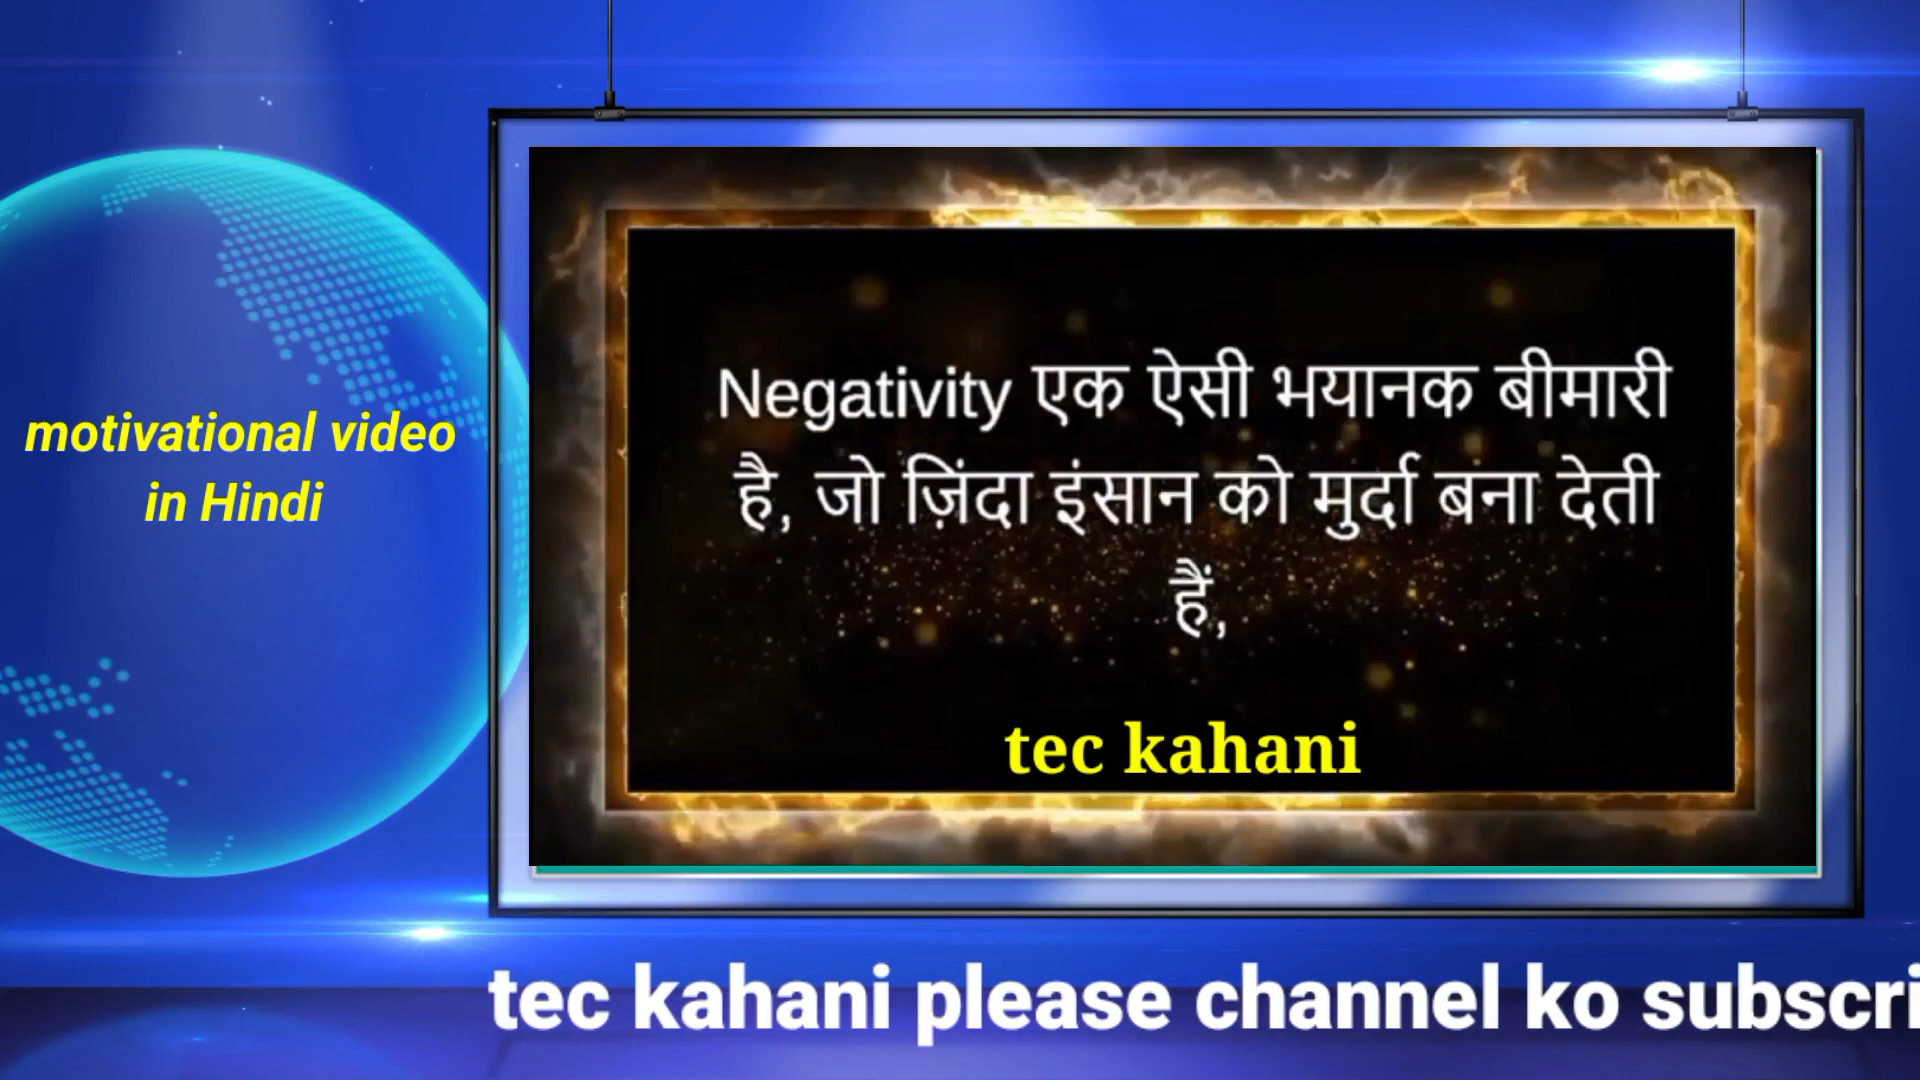 motivational video
in Hindi
Negativity एक ऐसी भयानक बीमारी
है, जो ज़िंदा इंसान को मुर्दा बना देती
हैं,
tec kahani
tec kahani please channel ko subscri